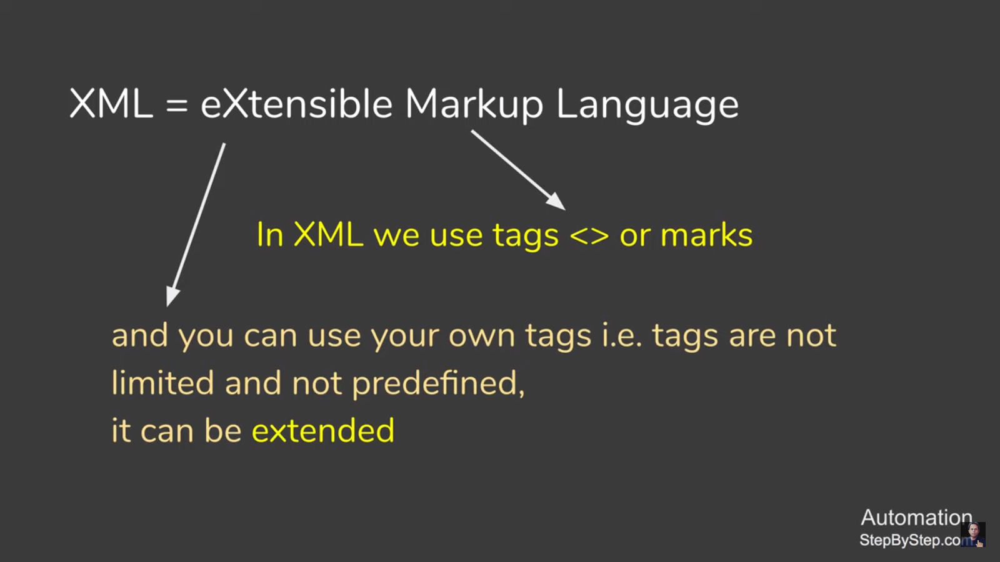 XML = eXtensible Markup Language
In XML we use tags <> or marks
and you can use your own tags i.e. tags are not
limited and not predefined,
it can be extended
Automation
StepByStep.com